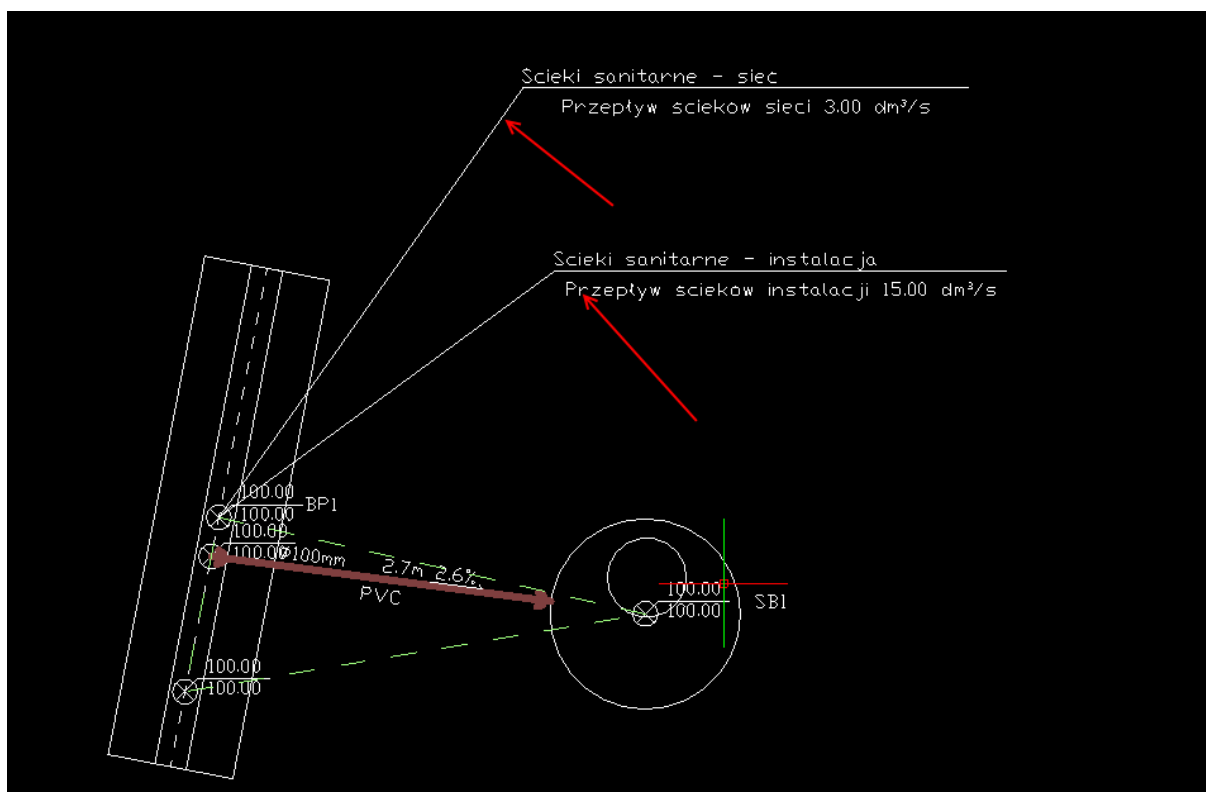 Scieki sanitarne - siec
Przepływ sciekow sieci 3.00 dm³/s
Scieki sanitarne - instalacja
Przepływ sciekow instalacji 15.00 dm³/s
100.00
100.00
BP1
100.00
100.00
Ø100mm 2.7m 2.6%
PVC
100.00
100.00
SB1
100.00
100.00